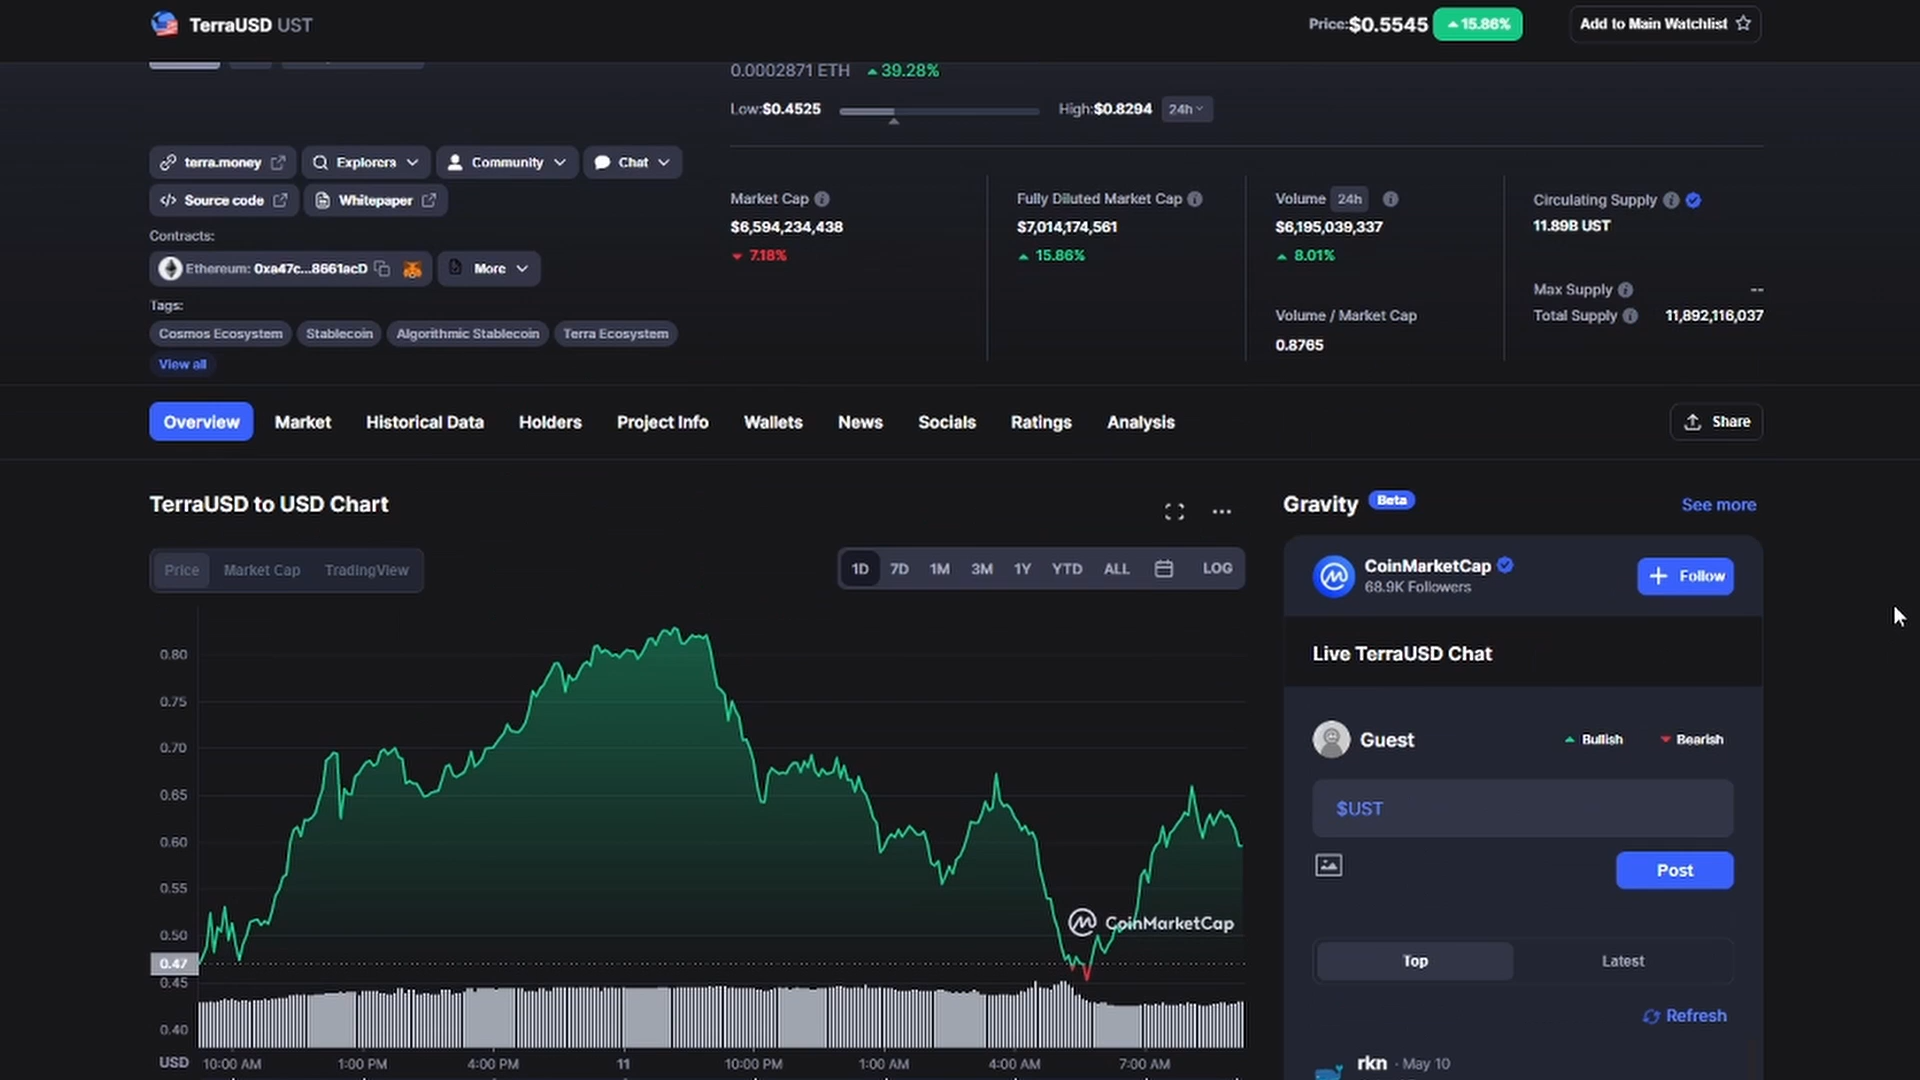 TerraUSD UST
Price:$0.5545 15.86%
Add to Main Watchlist
0.0002871 ETH 39.28%
Low:$0.4525 High:$0.8294 24h
terra.money Explorers Community Chat
Source code Whitepaper
Contracts:
Ethereum: 0xa47c...8661acD More
Tags:
Cosmos Ecosystem Stablecoin Algorithmic Stablecoin Terra Ecosystem
View all
Market Cap
$6,594,234,438
7.18%
Fully Diluted Market Cap
$7,014,174,561
15.86%
Volume 24h
$6,195,039,337
8.01%
Volume / Market Cap
0.8765
Circulating Supply
11.89B UST
Max Supply --
Total Supply 11,892,116,037
Overview Market Historical Data Holders Project Info Wallets News Socials Ratings Analysis
Share
TerraUSD to USD Chart
Price Market Cap TradingView
1D 7D 1M 3M 1Y YTD ALL LOG
0.80
0.75
0.70
0.65
0.60
0.55
0.50
0.47
0.45
0.40
CoinMarketCap
USD 10:00 AM 1:00 PM 4:00 PM 11 10:00 PM 1:00 AM 4:00 AM 7:00 AM
Gravity Beta
See more
CoinMarketCap
68.9K Followers
Follow
Live TerraUSD Chat
Guest
Bullish Bearish
$UST
Post
Top Latest
Refresh
rkn · May 10